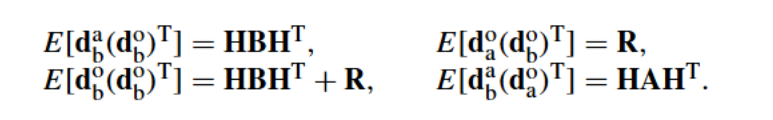 E[d_b^a(d_b^o)^T] = HBH^T, E[d_a^o(d_b^o)^T] = R,
E[d_b^o(d_b^o)^T] = HBH^T + R, E[d_b^a(d_a^o)^T] = HAH^T.